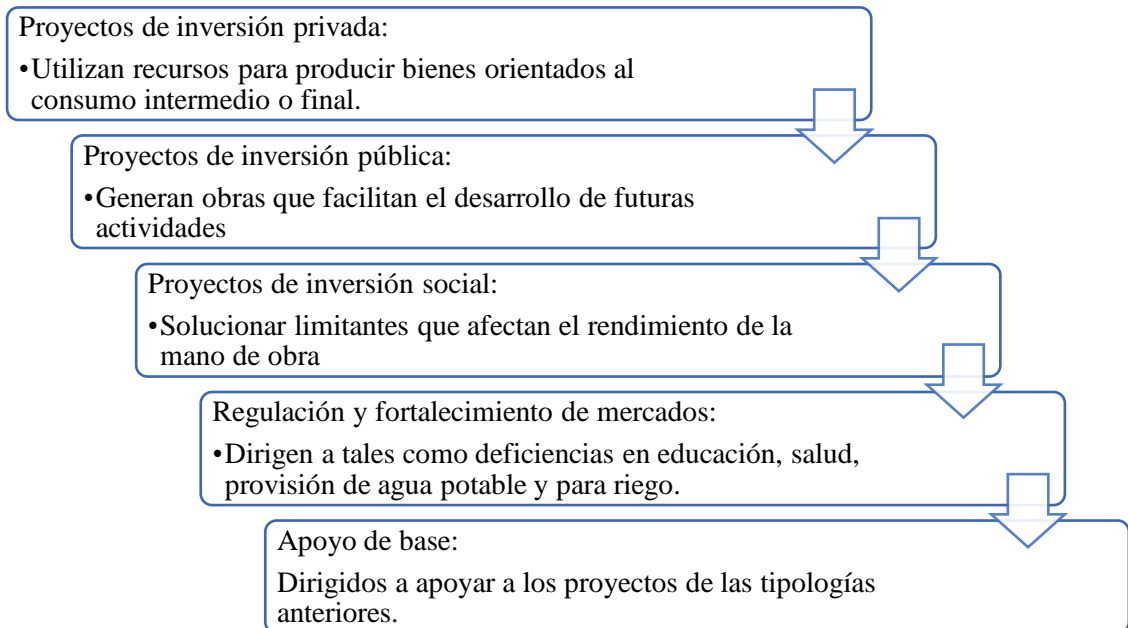 Proyectos de inversión privada:
•Utilizan recursos para producir bienes orientados al
consumo intermedio o final.
Proyectos de inversión pública:
•Generan obras que facilitan el desarrollo de futuras
actividades
Proyectos de inversión social:
•Solucionar limitantes que afectan el rendimiento de la
mano de obra
Regulación y fortalecimiento de mercados:
•Dirigen a tales como deficiencias en educación, salud,
provisión de agua potable y para riego.
Apoyo de base:
Dirigidos a apoyar a los proyectos de las tipologías
anteriores.